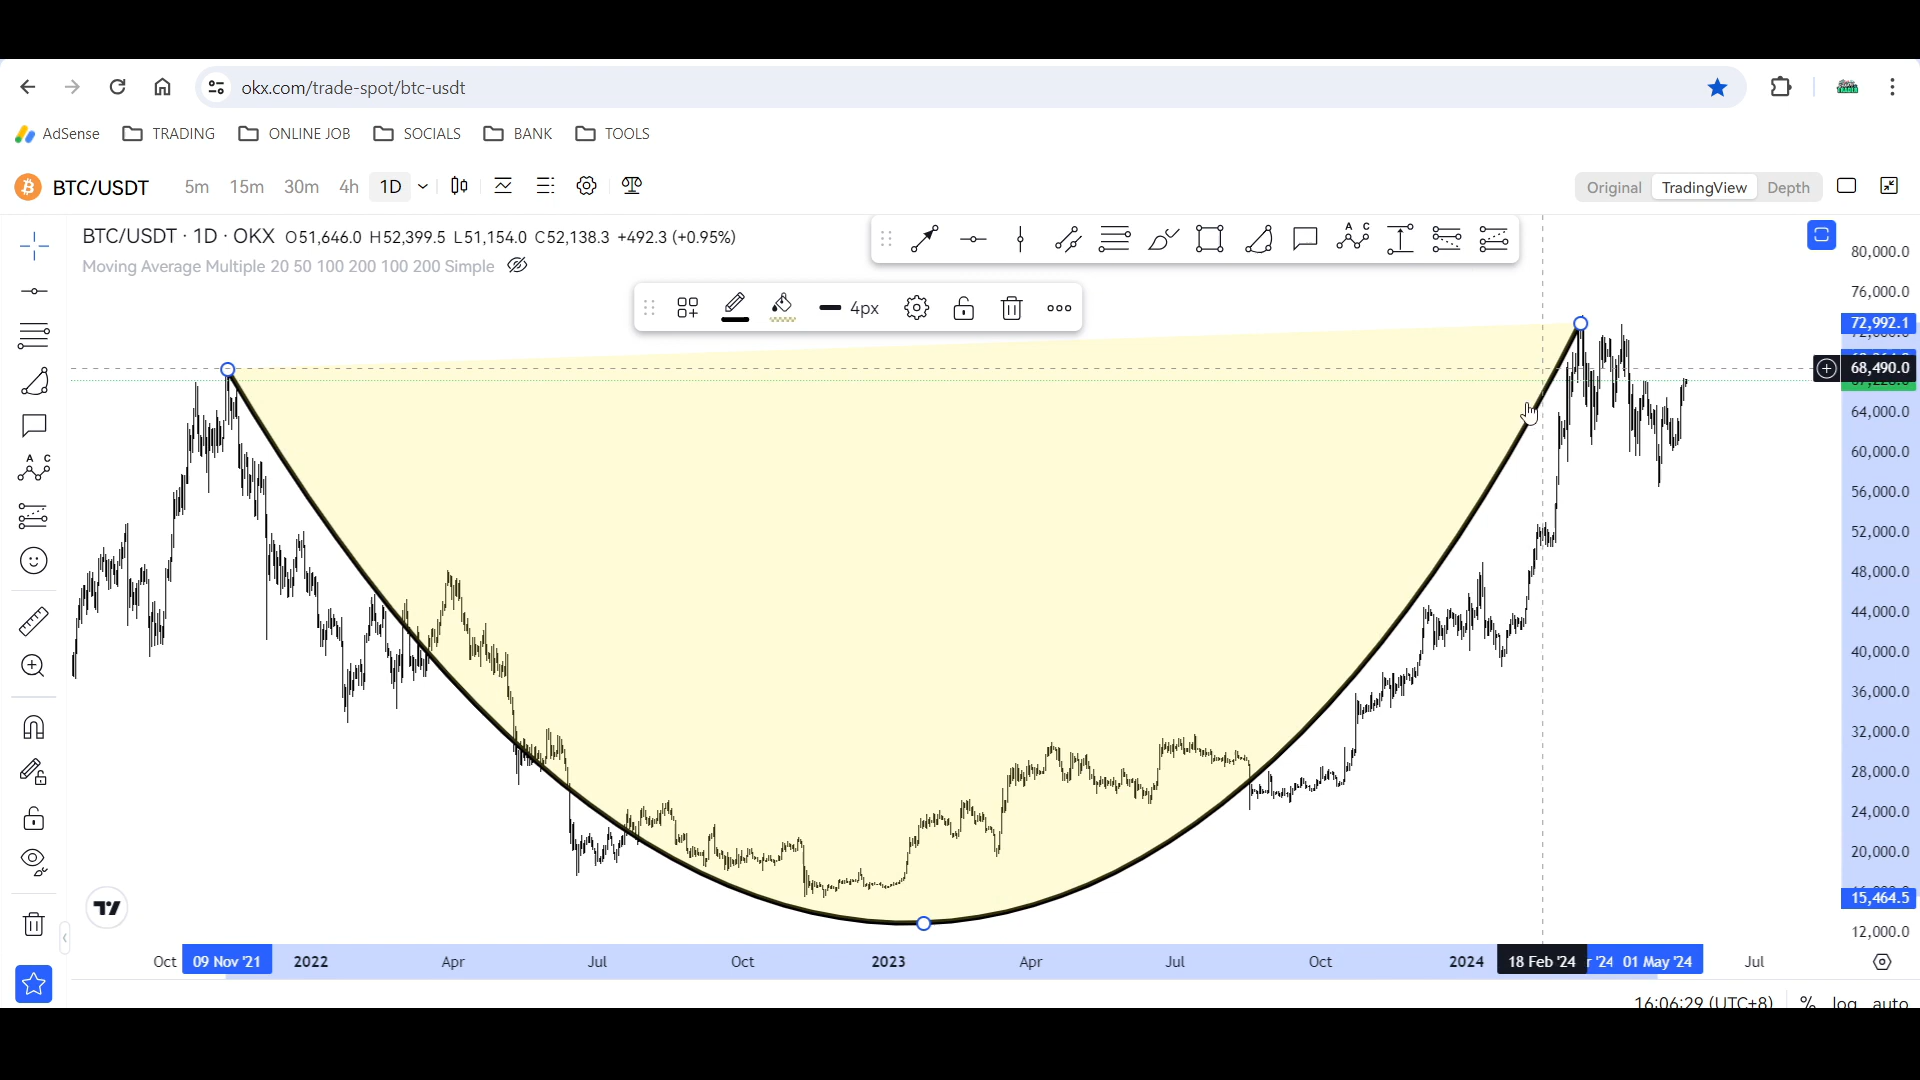 okx.com/trade-spot/btc-usdt
AdSense TRADING ONLINE JOB SOCIALS BANK TOOLS
BTC/USDT 5m 15m 30m 4h 1D Original TradingView Depth
BTC/USDT · 1D · OKX O51,646.0 H52,399.5 L51,154.0 C52,138.3 +492.3 (+0.95%)
Moving Average Multiple 20 50 100 200 100 200 Simple
4px
80,000.0
76,000.0
72,992.1
68,490.0
64,000.0
60,000.0
56,000.0
52,000.0
48,000.0
44,000.0
40,000.0
36,000.0
32,000.0
28,000.0
24,000.0
20,000.0
15,464.5
12,000.0
Oct 09 Nov '21 2022 Apr Jul Oct 2023 Apr Jul Oct 2024 18 Feb '24 r '24 01 May '24 Jul
16:06:29 (UTC+8) % log auto